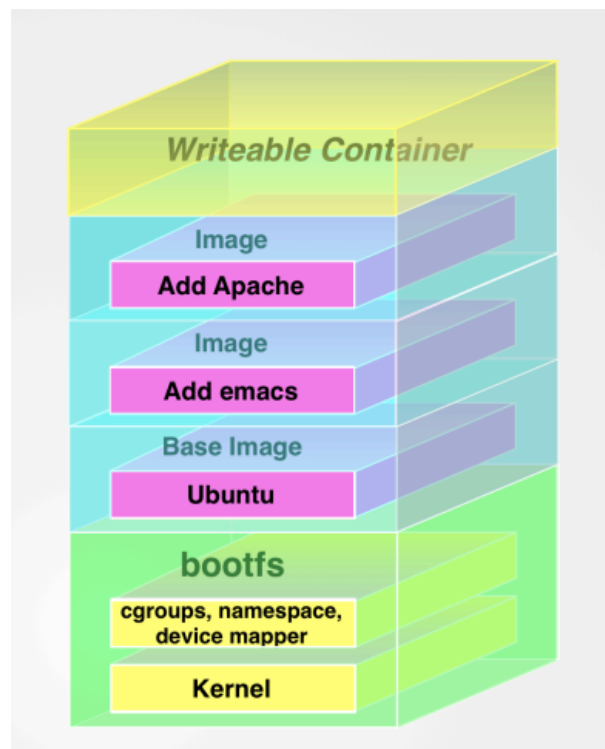 Writeable Container
Image
Add Apache
Image
Add emacs
Base Image
Ubuntu
bootfs
cgroups, namespace,
device mapper
Kernel